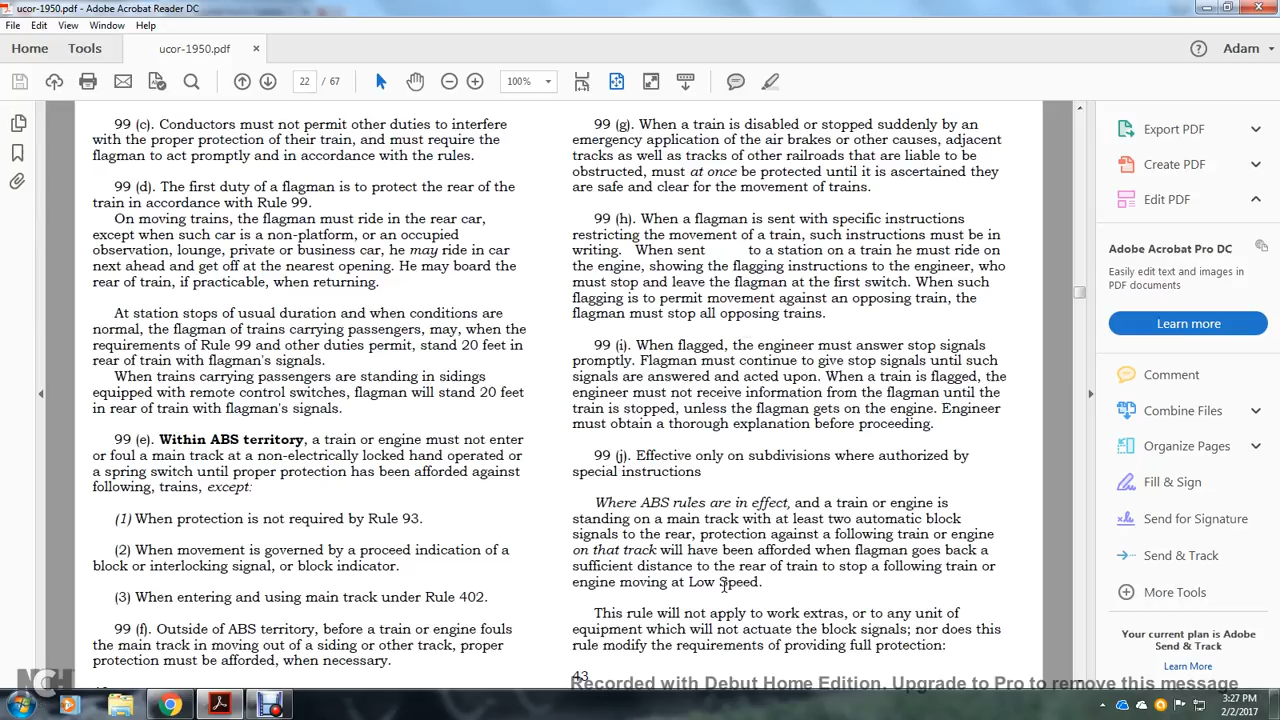 ucor-1950.pdf - Adobe Acrobat Reader DC
File Edit View Window Help
Home Tools ucor-1950.pdf × ? Adam
22 / 67 100%
99 (c). Conductors must not permit other duties to interfere
with the proper protection of their train, and must require the
flagman to act promptly and in accordance with the rules.
99 (d). The first duty of a flagman is to protect the rear of the
train in accordance with Rule 99.
On moving trains, the flagman must ride in the rear car,
except when such car is a non-platform, or an occupied
observation, lounge, private or business car, he may ride in car
next ahead and get off at the nearest opening. He may board the
rear of train, if practicable, when returning.
At station stops of usual duration and when conditions are
normal, the flagman of trains carrying passengers, may, when the
requirements of Rule 99 and other duties permit, stand 20 feet in
rear of train with flagman's signals.
When trains carrying passengers are standing in sidings
equipped with remote control switches, flagman will stand 20 feet
in rear of train with flagman's signals.
99 (e). Within ABS territory, a train or engine must not enter
or foul a main track at a non-electrically locked hand operated or
a spring switch until proper protection has been afforded against
following, trains, except:
(1) When protection is not required by Rule 93.
(2) When movement is governed by a proceed indication of a
block or interlocking signal, or block indicator.
(3) When entering and using main track under Rule 402.
99 (f). Outside of ABS territory, before a train or engine fouls
the main track in moving out of a siding or other track, proper
protection must be afforded, when necessary.
99 (g). When a train is disabled or stopped suddenly by an
emergency application of the air brakes or other causes, adjacent
tracks as well as tracks of other railroads that are liable to be
obstructed, must at once be protected until it is ascertained they
are safe and clear for the movement of trains.
99 (h). When a flagman is sent with specific instructions
restricting the movement of a train, such instructions must be in
writing. When sent to a station on a train he must ride on
the engine, showing the flagging instructions to the engineer, who
must stop and leave the flagman at the first switch. When such
flagging is to permit movement against an opposing train, the
flagman must stop all opposing trains.
99 (i). When flagged, the engineer must answer stop signals
promptly. Flagman must continue to give stop signals until such
signals are answered and acted upon. When a train is flagged, the
engineer must not receive information from the flagman until the
train is stopped, unless the flagman gets on the engine. Engineer
must obtain a thorough explanation before proceeding.
99 (j). Effective only on subdivisions where authorized by
special instructions
Where ABS rules are in effect, and a train or engine is
standing on a main track with at least two automatic block
signals to the rear, protection against a following train or engine
on that track will have been afforded when flagman goes back a
sufficient distance to the rear of train to stop a following train or
engine moving at Low Speed.
This rule will not apply to work extras, or to any unit of
equipment which will not actuate the block signals; nor does this
rule modify the requirements of providing full protection:
43
Export PDF
Create PDF
Edit PDF
Adobe Acrobat Pro DC
Easily edit text and images in
PDF documents
Learn more
Comment
Combine Files
Organize Pages
Fill & Sign
Send for Signature
Send & Track
More Tools
Your current plan is Adobe
Send & Track
Learn More
NCH
Recorded with Debut Home Edition. Upgrade to Pro to remove this message
3:27 PM
2/2/2017